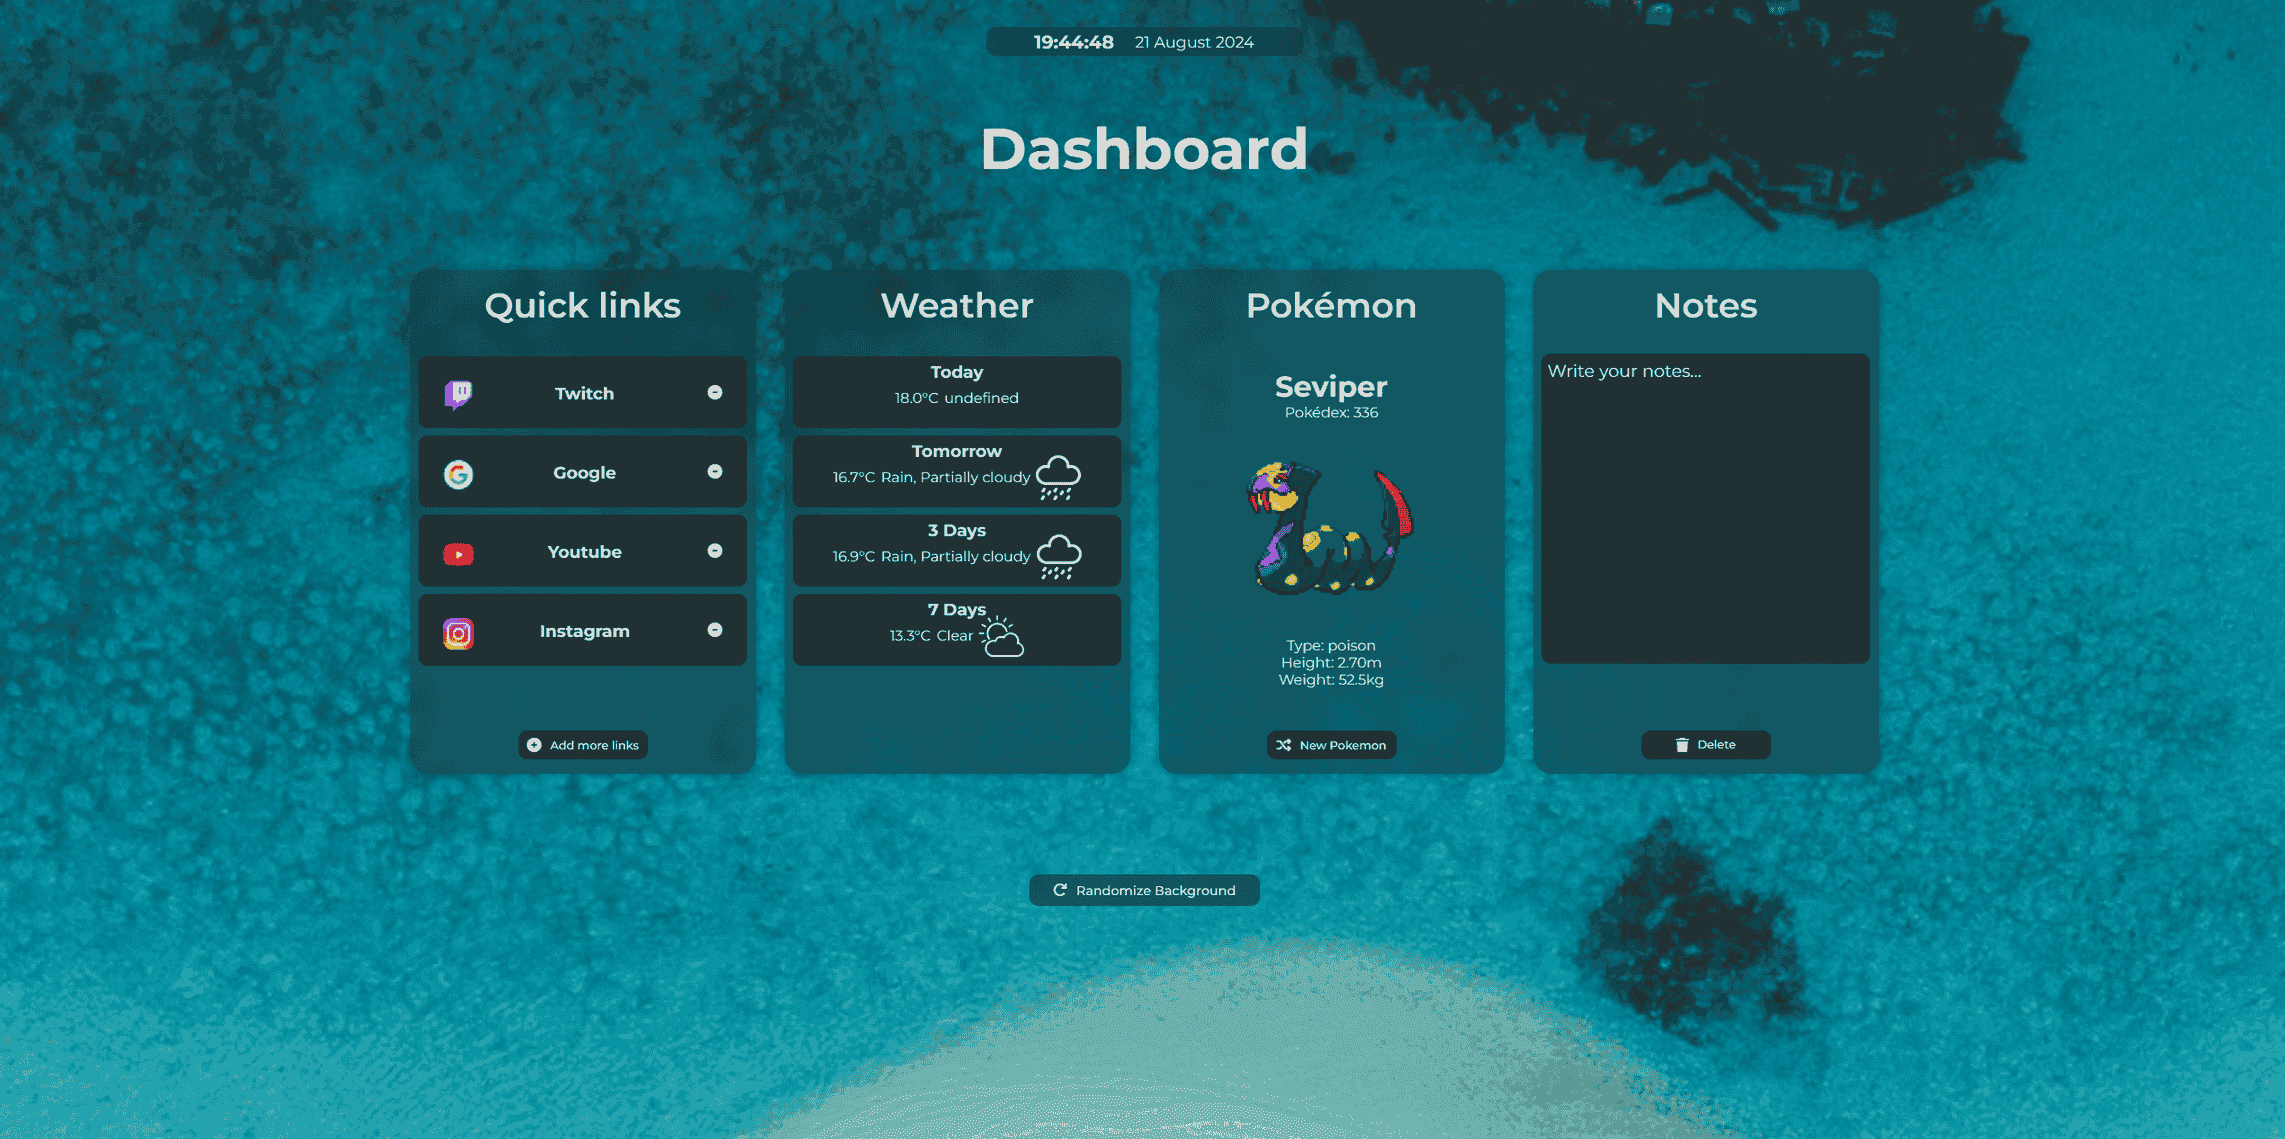 19:44:48 21 August 2024
Dashboard
Quick links
Twitch
Google
Youtube
Instagram
Add more links
Weather
Today
18.0°C undefined
Tomorrow
16.7°C Rain, Partially cloudy
3 Days
16.9°C Rain, Partially cloudy
7 Days
13.3°C Clear
Pokémon
Seviper
Pokédex: 336
Type: poison
Height: 2.70m
Weight: 52.5kg
New Pokemon
Notes
Write your notes...
Delete
Randomize Background